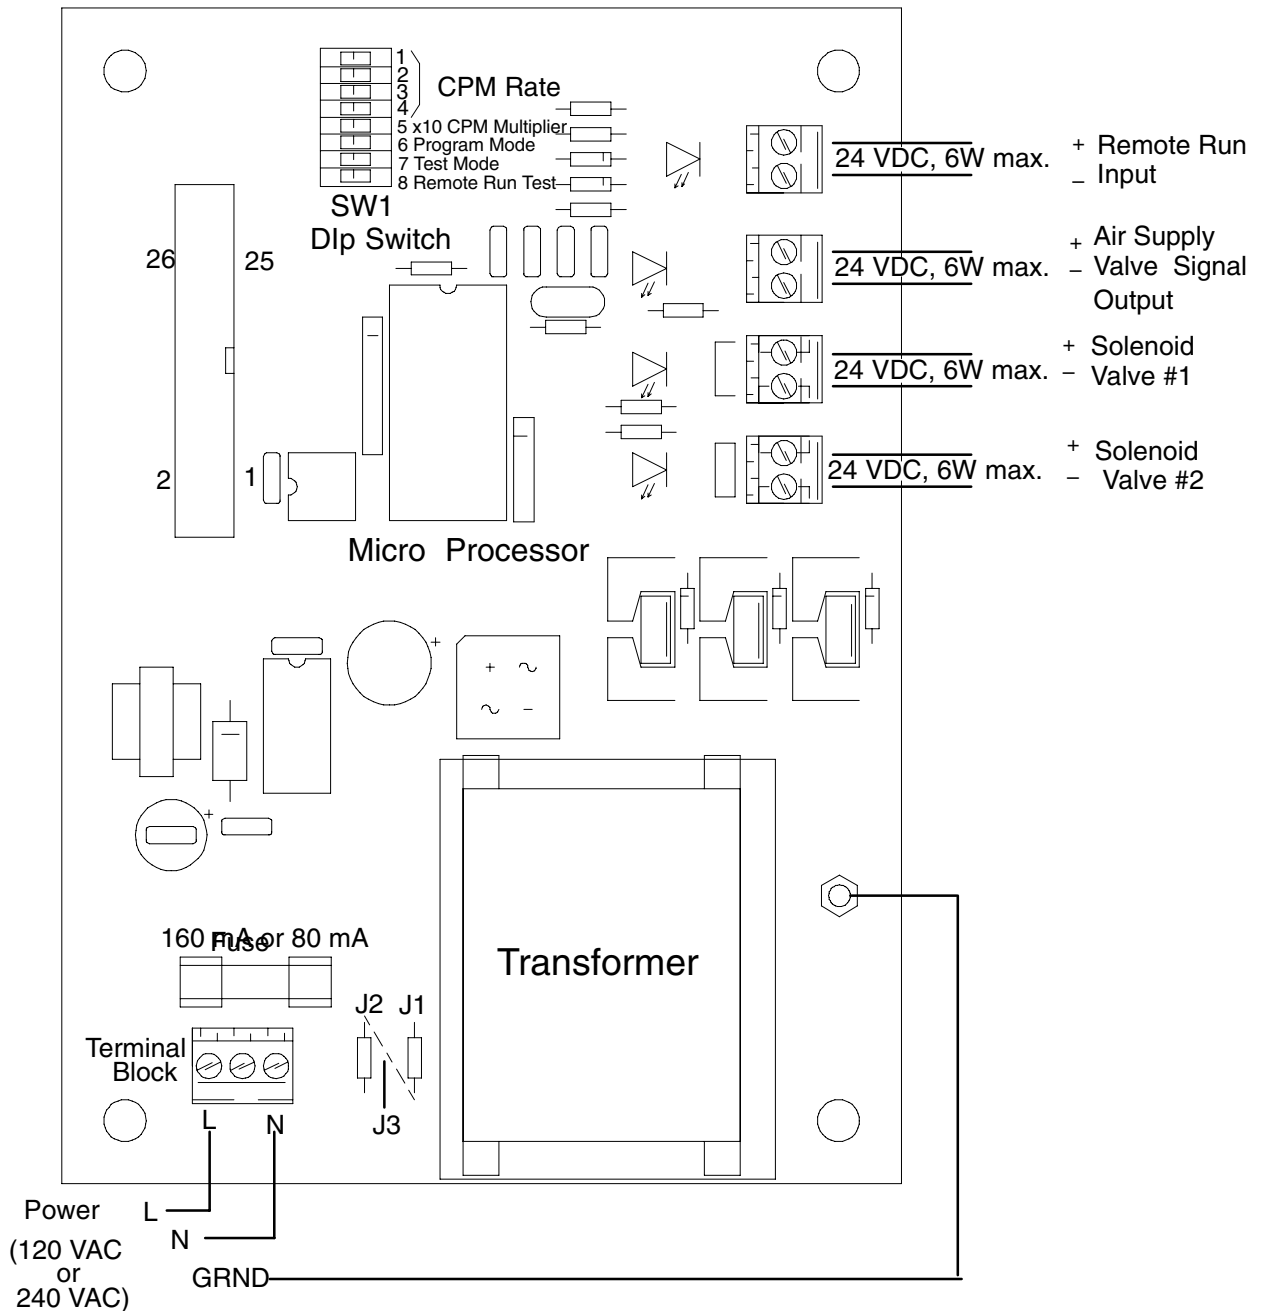 1
2
3
4
CPM Rate
5 x10 CPM Multiplier
6 Program Mode
7 Test Mode
8 Remote Run Test
SW1
DIp Switch
26
25
2
1
Micro Processor
24 VDC, 6W max.
+ Remote Run
– Input
24 VDC, 6W max.
+ Air Supply
– Valve Signal
Output
24 VDC, 6W max.
+ Solenoid
– Valve #1
24 VDC, 6W max.
+ Solenoid
– Valve #2
+
+ ~
~ –
+
160 mA or 80 mA
Fuse
Transformer
J2 J1
J3
Terminal
Block
L N
Power
L
N
(120 VAC
or
240 VAC)
GRND